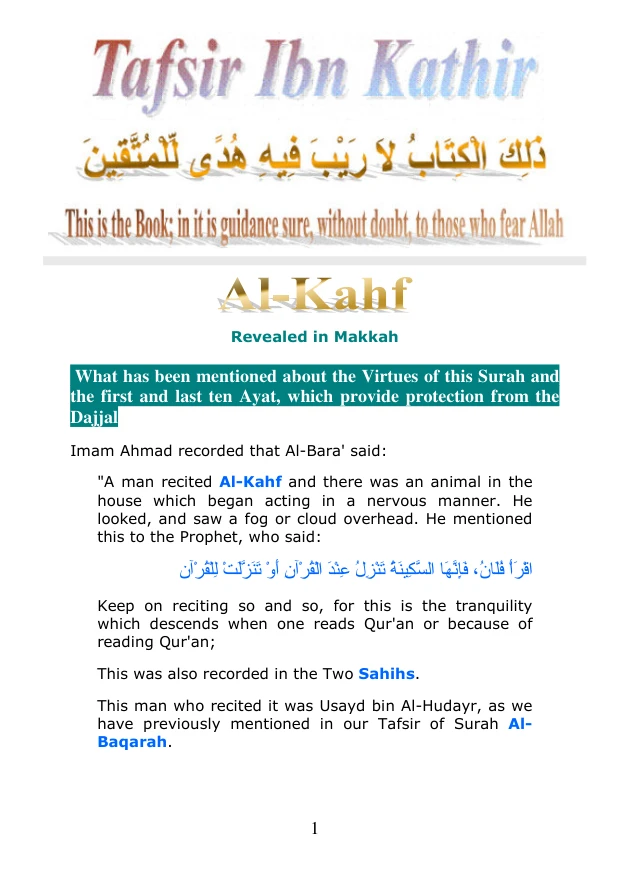 Tafsir Ibn Kathir
ذَلِكَ الْكِتَابُ لاَ رَيْبَ فِيهِ هُدًى لِّلْمُتَّقِينَ
This is the Book; in it is guidance sure, without doubt, to those who fear Allah
Al-Kahf
Revealed in Makkah
What has been mentioned about the Virtues of this Surah and
the first and last ten Ayat, which provide protection from the
Dajjal
Imam Ahmad recorded that Al-Bara' said:
"A man recited Al-Kahf and there was an animal in the
house which began acting in a nervous manner. He
looked, and saw a fog or cloud overhead. He mentioned
this to the Prophet, who said:
اقْرَأْ فُلَانُ، فَإِنَّهَا السَّكِينَةُ تَنْزِلُ عِنْدَ الْقُرْآنِ أَوْ تَنَزَّلَتْ لِلْقُرْآن
Keep on reciting so and so, for this is the tranquility
which descends when one reads Qur'an or because of
reading Qur'an;
This was also recorded in the Two Sahihs.
This man who recited it was Usayd bin Al-Hudayr, as we
have previously mentioned in our Tafsir of Surah Al-
Baqarah.
1